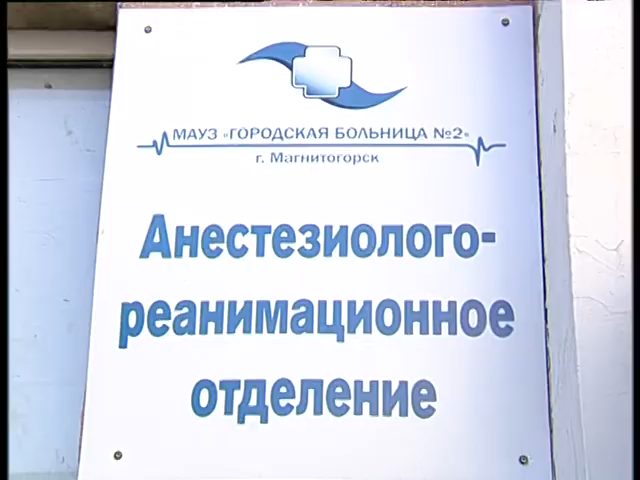 МАУЗ «ГОРОДСКАЯ БОЛЬНИЦА №2»
г. Магнитогорск
Анестезиолого-
реанимационное
отделение